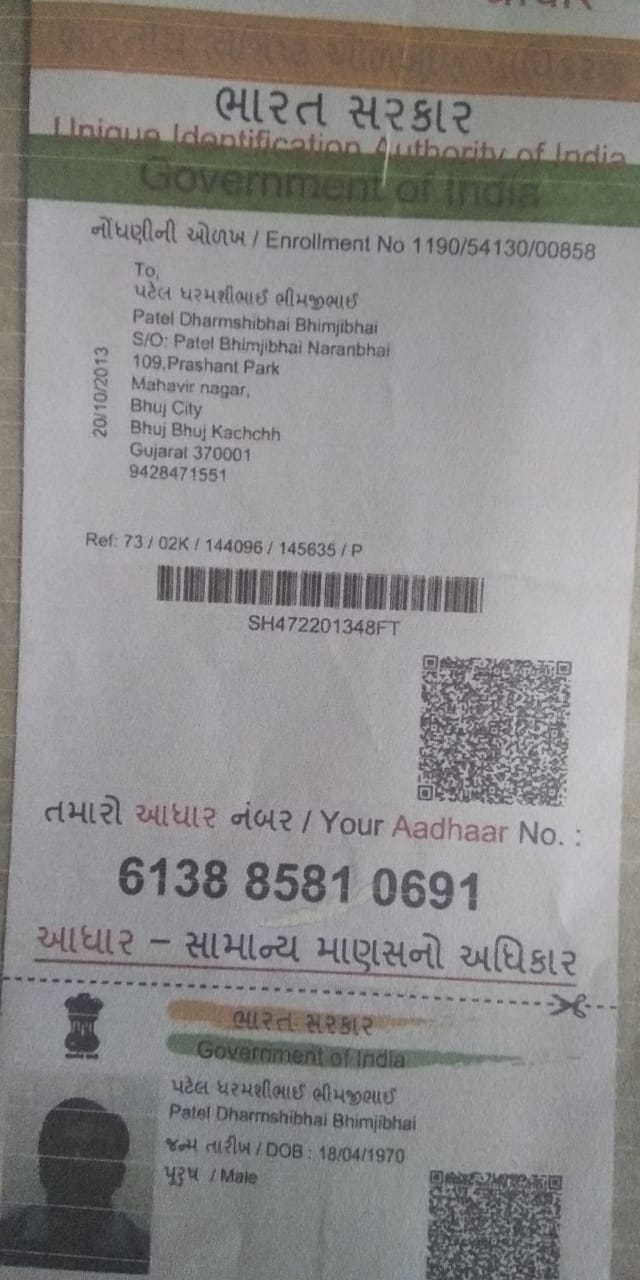 ભારત સરકાર
Unique Identification Authority of India
Government of India
નોંધણીની ઓળખ / Enrollment No 1190/54130/00858
To,
પટેલ ધરમશીભાઈ ભીમજીભાઈ
Patel Dharmshibhai Bhimjibhai
S/O: Patel Bhimjibhai Naranbhai
109,Prashant Park
Mahavir nagar,
Bhuj City
Bhuj Bhuj Kachchh
Gujarat 370001
9428471551
20/10/2013
Ref: 73 / 02K / 144096 / 145635 / P
SH472201348FT
તમારો આધાર નંબર / Your Aadhaar No. :
6138 8581 0691
આધાર – સામાન્ય માણસનો અધિકાર
ભારત સરકાર
Government of India
પટેલ ધરમશીભાઈ ભીમજીભાઈ
Patel Dharmshibhai Bhimjibhai
જન્મ તારીખ / DOB : 18/04/1970
પુરુષ / Male